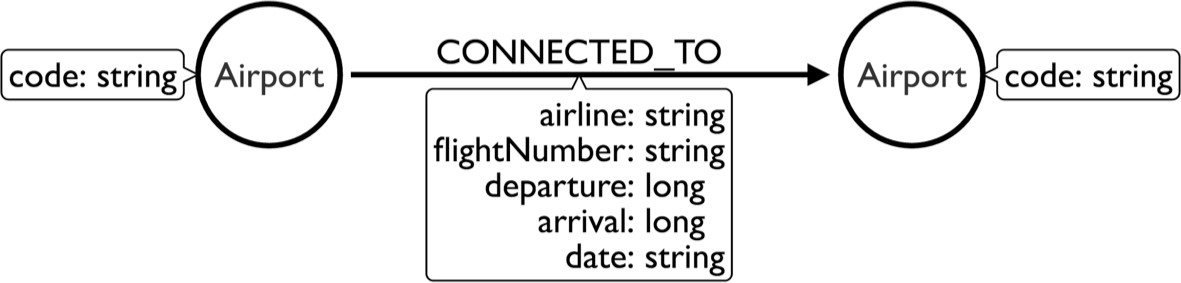 CONNECTED_TO
code: string
Airport
Airport
code: string
airline: string
flightNumber: string
departure: long
arrival: long
date: string